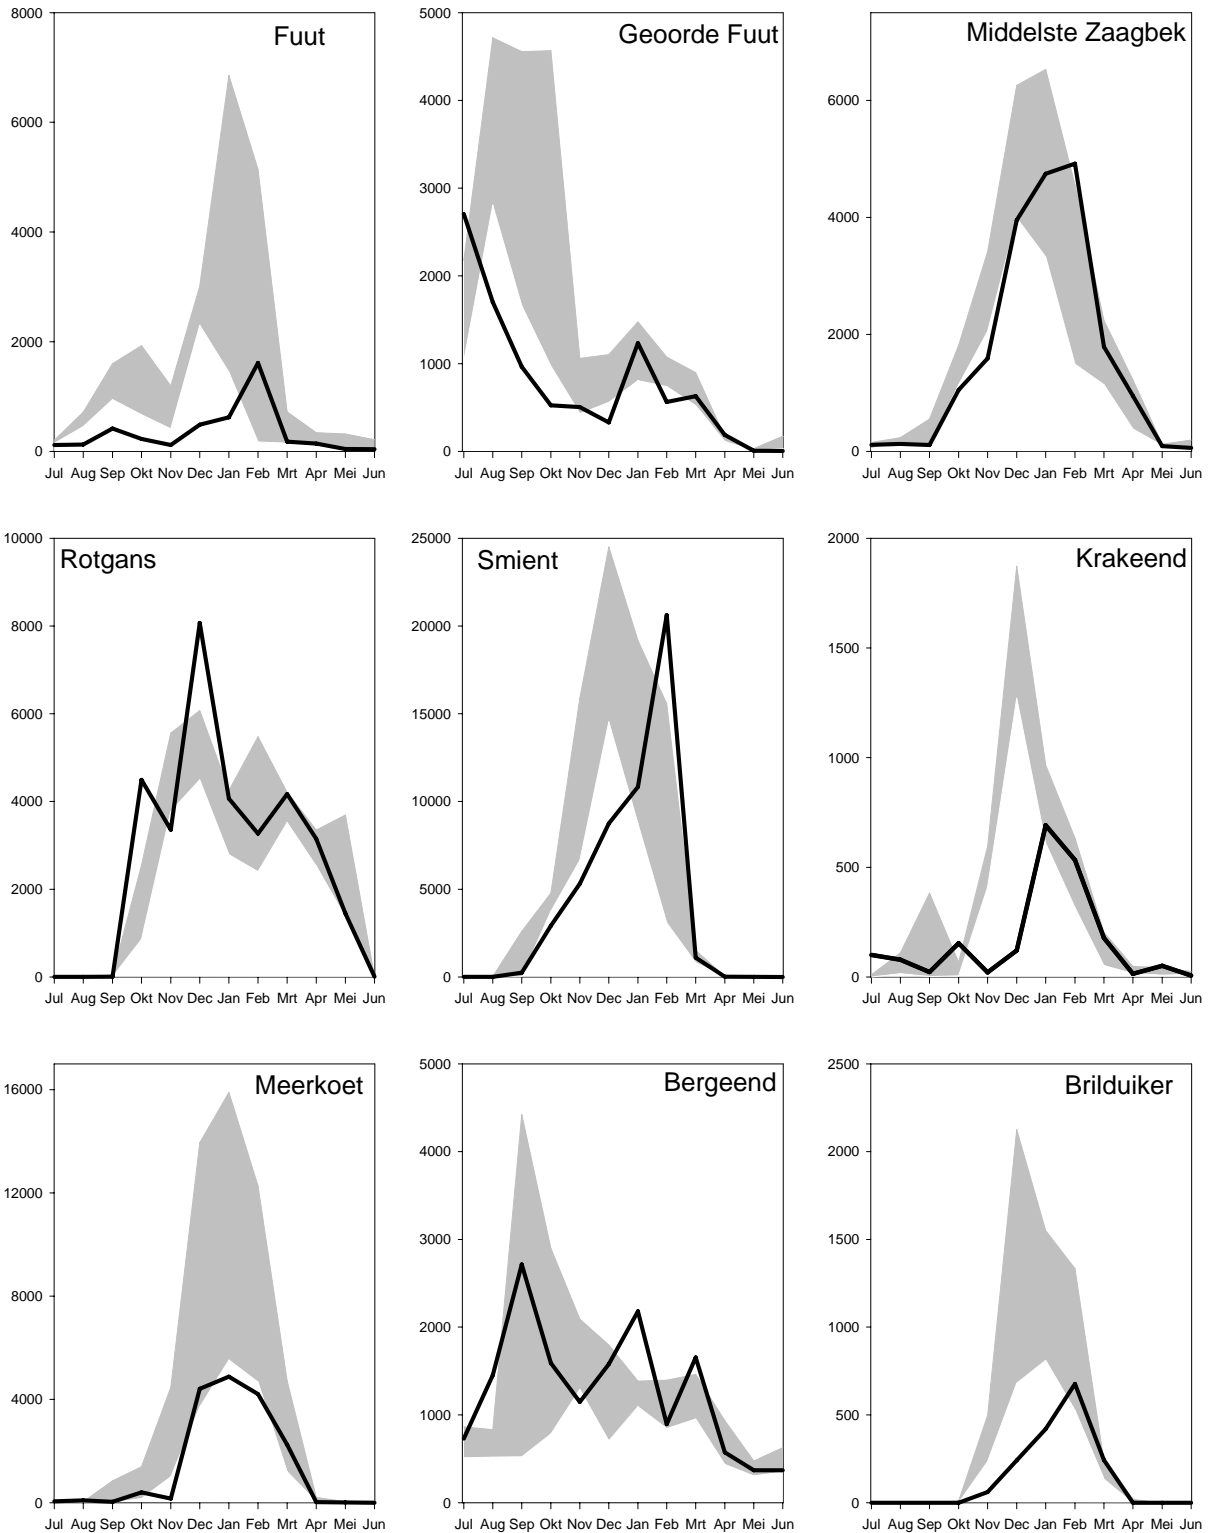 Fuut
8000
6000
4000
2000
0
Jul Aug Sep Okt Nov Dec Jan Feb Mrt Apr Mei Jun
Geoorde Fuut
5000
4000
3000
2000
1000
0
Jul Aug Sep Okt Nov Dec Jan Feb Mrt Apr Mei Jun
Middelste Zaagbek
6000
4000
2000
0
Jul Aug Sep Okt Nov Dec Jan Feb Mrt Apr Mei Jun
Rotgans
10000
8000
6000
4000
2000
0
Jul Aug Sep Okt Nov Dec Jan Feb Mrt Apr Mei Jun
Smient
25000
20000
15000
10000
5000
0
Jul Aug Sep Okt Nov Dec Jan Feb Mrt Apr Mei Jun
Krakeend
2000
1500
1000
500
0
Jul Aug Sep Okt Nov Dec Jan Feb Mrt Apr Mei Jun
Meerkoet
16000
12000
8000
4000
0
Jul Aug Sep Okt Nov Dec Jan Feb Mrt Apr Mei Jun
Bergeend
5000
4000
3000
2000
1000
0
Jul Aug Sep Okt Nov Dec Jan Feb Mrt Apr Mei Jun
Brilduiker
2500
2000
1500
1000
500
0
Jul Aug Sep Okt Nov Dec Jan Feb Mrt Apr Mei Jun